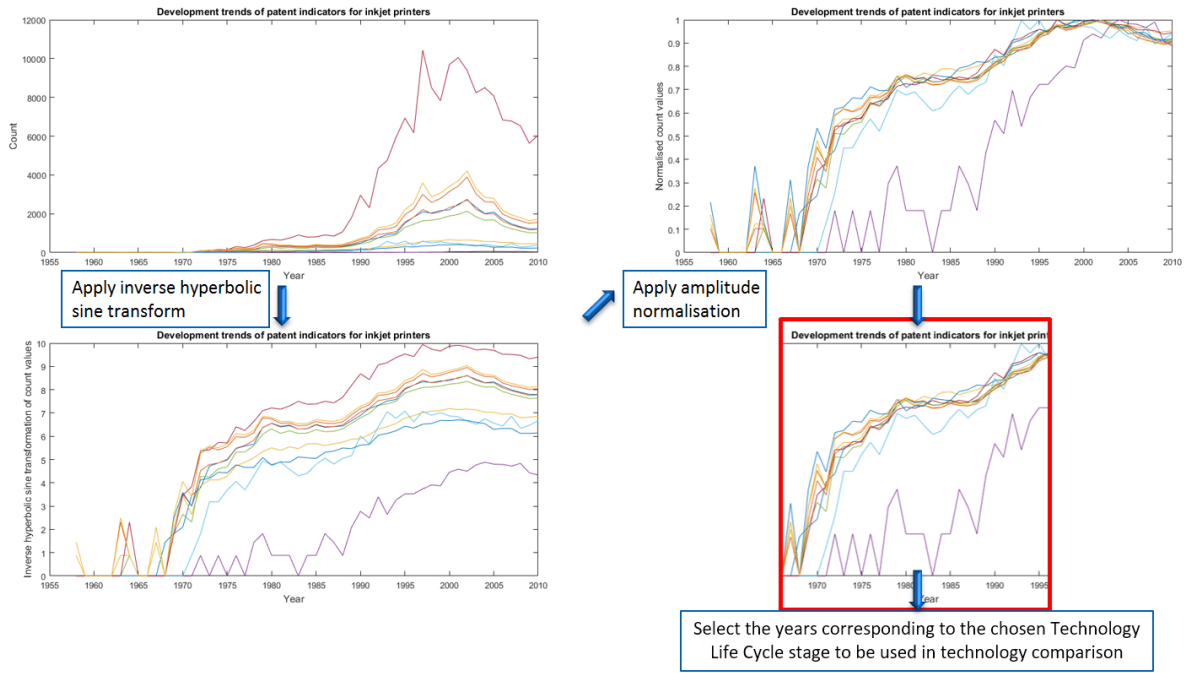 Development trends of patent indicators for inkjet printers
12000
10000
8000
6000
4000
2000
0
Count
1955 1960 1965 1970 1975 1980 1985 1990 1995 2000 2005 2010
Year
Development trends of patent indicators for inkjet printers
1
0.9
0.8
0.7
0.6
0.5
0.4
0.3
0.2
0.1
0
Normalised count values
1955 1960 1965 1970 1975 1980 1985 1990 1995 2000 2005 2010
Year
Apply inverse hyperbolic
sine transform
Apply amplitude
normalisation
Development trends of patent indicators for inkjet printers
10
9
8
7
6
5
4
3
2
1
0
Inverse hyperbolic sine transformation of count values
1955 1960 1965 1970 1975 1980 1985 1990 1995 2000 2005 2010
Year
Development trends of patent indicators for inkjet print
1970 1975 1980 1985 1990 1995
Year
Select the years corresponding to the chosen Technology
Life Cycle stage to be used in technology comparison